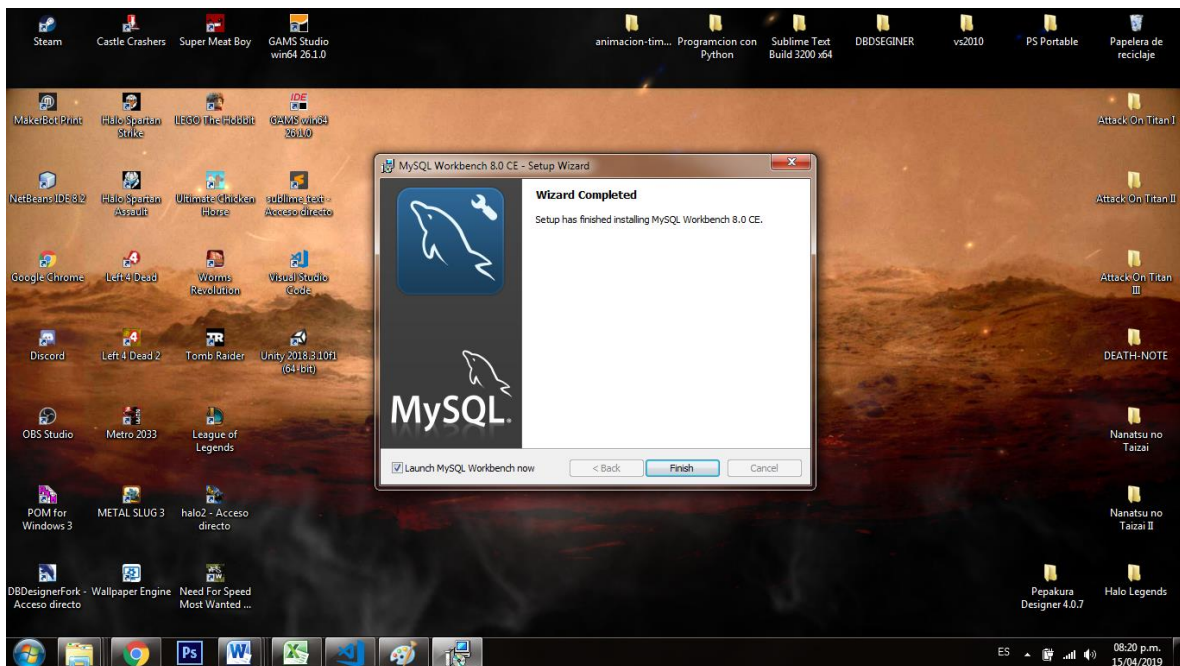 Steam
Castle Crashers
Super Meat Boy
GAMS Studio
win64 26.1.0
animacion-tim...
Programcion con
Python
Sublime Text
Build 3200 x64
DBDSEGINER
vs2010
PS Portable
Papelera de
reciclaje
MakerBot Print
Halo Spartan
Strike
LEGO The Hobbit
IDE
GAMS win64
26.1.0
Attack On Titan I
NetBeans IDE 8.2
Halo Spartan
Assault
Ultimate Chicken
Horse
sublime_text -
Acceso directo
Attack On Titan II
Google Chrome
Left 4 Dead
Worms
Revolution
Visual Studio
Code
Attack On Titan
III
Discord
Left 4 Dead 2
TR
Tomb Raider
Unity 2018.3.10f1
(64-bit)
DEATH-NOTE
OBS Studio
Metro 2033
League of
Legends
Nanatsu no
Taizai
POM for
Windows 3
METAL SLUG 3
halo2 - Acceso
directo
Nanatsu no
Taizai II
DBDesignerFork -
Acceso directo
Wallpaper Engine
Need For Speed
Most Wanted ...
Pepakura
Designer 4.0.7
Halo Legends
MySQL Workbench 8.0 CE - Setup Wizard
Wizard Completed
Setup has finished installing MySQL Workbench 8.0 CE.
MySQL.
Launch MySQL Workbench now
< Back
Finish
Cancel
Ps
W
X
ES
08:20 p.m.
15/04/2019